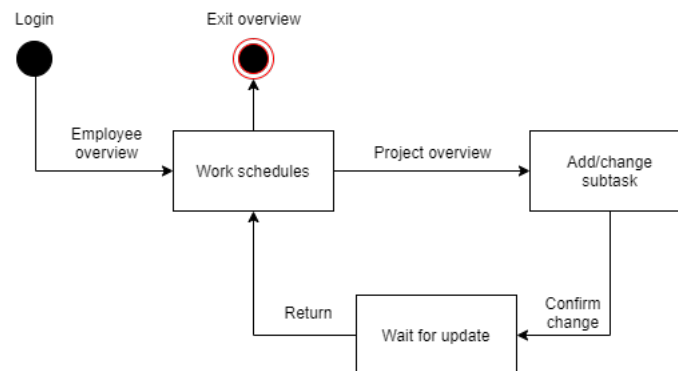 Login
Exit overview
Employee
overview
Work schedules
Project overview
Add/change
subtask
Return
Wait for update
Confirm
change